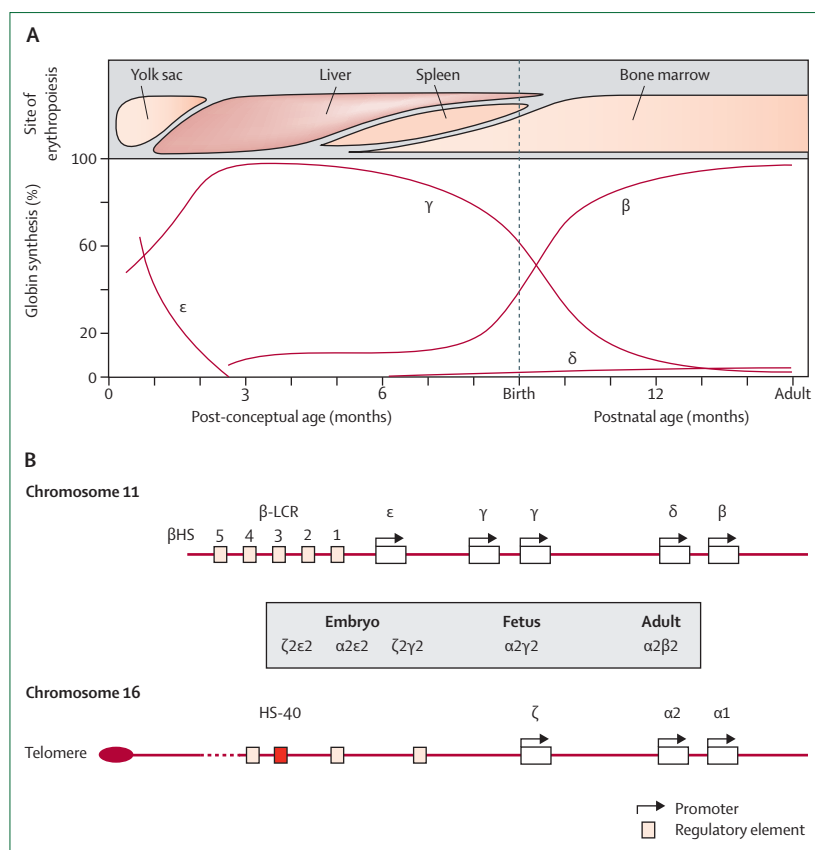 A
Yolk sac
Liver
Spleen
Bone marrow
Site of
erythropoiesis
100
60
20
0
Globin synthesis (%)
γ
β
ε
δ
0
3
6
Birth
12
Adult
Post-conceptual age (months)
Postnatal age (months)
B
Chromosome 11
β-LCR
ε
γ
γ
δ
β
βHS
5
4
3
2
1
Embryo
Fetus
Adult
ζ2ε2
α2ε2
ζ2γ2
α2γ2
α2β2
Chromosome 16
HS-40
ζ
α2
α1
Telomere
Promoter
Regulatory element